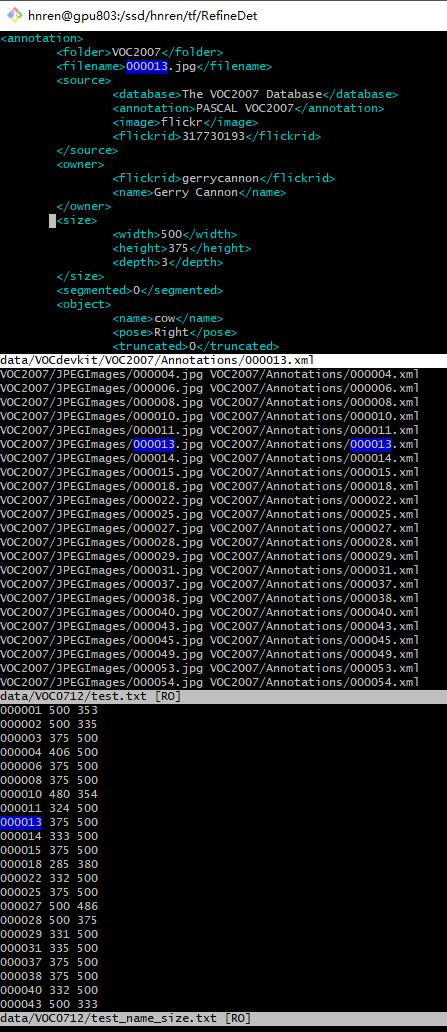 hnren@gpu803:/ssd/hnren/tf/RefineDet
<annotation>
<folder>VOC2007</folder>
<filename>000013.jpg</filename>
<source>
<database>The VOC2007 Database</database>
<annotation>PASCAL VOC2007</annotation>
<image>flickr</image>
<flickrid>317730193</flickrid>
</source>
<owner>
<flickrid>gerrycannon</flickrid>
<name>Gerry Cannon</name>
</owner>
<size>
<width>500</width>
<height>375</height>
<depth>3</depth>
</size>
<segmented>0</segmented>
<object>
<name>cow</name>
<pose>Right</pose>
<truncated>0</truncated>
data/VOCdevkit/VOC2007/Annotations/000013.xml
VOC2007/JPEGImages/000004.jpg VOC2007/Annotations/000004.xml
VOC2007/JPEGImages/000006.jpg VOC2007/Annotations/000006.xml
VOC2007/JPEGImages/000008.jpg VOC2007/Annotations/000008.xml
VOC2007/JPEGImages/000010.jpg VOC2007/Annotations/000010.xml
VOC2007/JPEGImages/000011.jpg VOC2007/Annotations/000011.xml
VOC2007/JPEGImages/000013.jpg VOC2007/Annotations/000013.xml
VOC2007/JPEGImages/000014.jpg VOC2007/Annotations/000014.xml
VOC2007/JPEGImages/000015.jpg VOC2007/Annotations/000015.xml
VOC2007/JPEGImages/000018.jpg VOC2007/Annotations/000018.xml
VOC2007/JPEGImages/000022.jpg VOC2007/Annotations/000022.xml
VOC2007/JPEGImages/000025.jpg VOC2007/Annotations/000025.xml
VOC2007/JPEGImages/000027.jpg VOC2007/Annotations/000027.xml
VOC2007/JPEGImages/000028.jpg VOC2007/Annotations/000028.xml
VOC2007/JPEGImages/000029.jpg VOC2007/Annotations/000029.xml
VOC2007/JPEGImages/000031.jpg VOC2007/Annotations/000031.xml
VOC2007/JPEGImages/000037.jpg VOC2007/Annotations/000037.xml
VOC2007/JPEGImages/000038.jpg VOC2007/Annotations/000038.xml
VOC2007/JPEGImages/000040.jpg VOC2007/Annotations/000040.xml
VOC2007/JPEGImages/000043.jpg VOC2007/Annotations/000043.xml
VOC2007/JPEGImages/000045.jpg VOC2007/Annotations/000045.xml
VOC2007/JPEGImages/000049.jpg VOC2007/Annotations/000049.xml
VOC2007/JPEGImages/000053.jpg VOC2007/Annotations/000053.xml
VOC2007/JPEGImages/000054.jpg VOC2007/Annotations/000054.xml
data/VOC0712/test.txt [RO]
000001 500 353
000002 500 335
000003 375 500
000004 406 500
000006 375 500
000008 375 500
000010 480 354
000011 324 500
000013 375 500
000014 333 500
000015 375 500
000018 285 380
000022 332 500
000025 375 500
000027 500 486
000028 500 375
000029 331 500
000031 335 500
000037 375 500
000038 375 500
000040 332 500
000043 500 333
data/VOC0712/test_name_size.txt [RO]